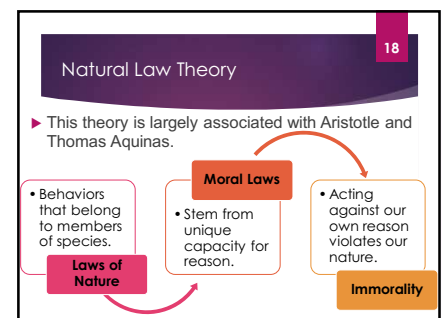 18
Natural Law Theory
This theory is largely associated with Aristotle and
Thomas Aquinas.
• Behaviors
that belong
to members
of species.
Laws of
Nature
Moral Laws
• Stem from
unique
capacity for
reason.
• Acting
against our
own reason
violates our
nature.
Immorality